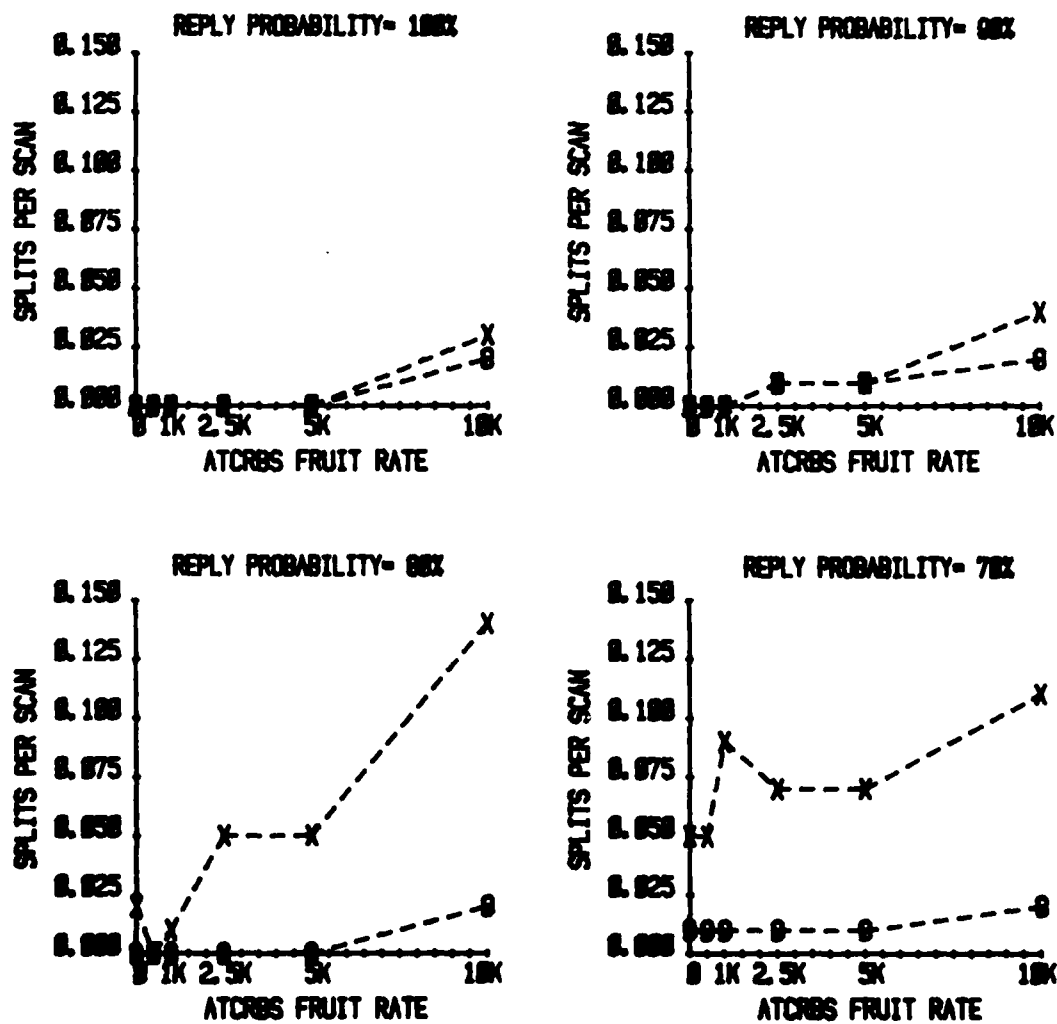 REPLY PROBABILITY= 100%
0.150
0.125
0.100
0.075
0.050
0.025
0.000
SPLITS PER SCAN
0 1K 2.5K 5K 10K
ATCRBS FRUIT RATE
REPLY PROBABILITY= 90%
0.150
0.125
0.100
0.075
0.050
0.025
0.000
SPLITS PER SCAN
0 1K 2.5K 5K 10K
ATCRBS FRUIT RATE
REPLY PROBABILITY= 80%
0.150
0.125
0.100
0.075
0.050
0.025
0.000
SPLITS PER SCAN
0 1K 2.5K 5K 10K
ATCRBS FRUIT RATE
REPLY PROBABILITY= 70%
0.150
0.125
0.100
0.075
0.050
0.025
0.000
SPLITS PER SCAN
0 1K 2.5K 5K 10K
ATCRBS FRUIT RATE